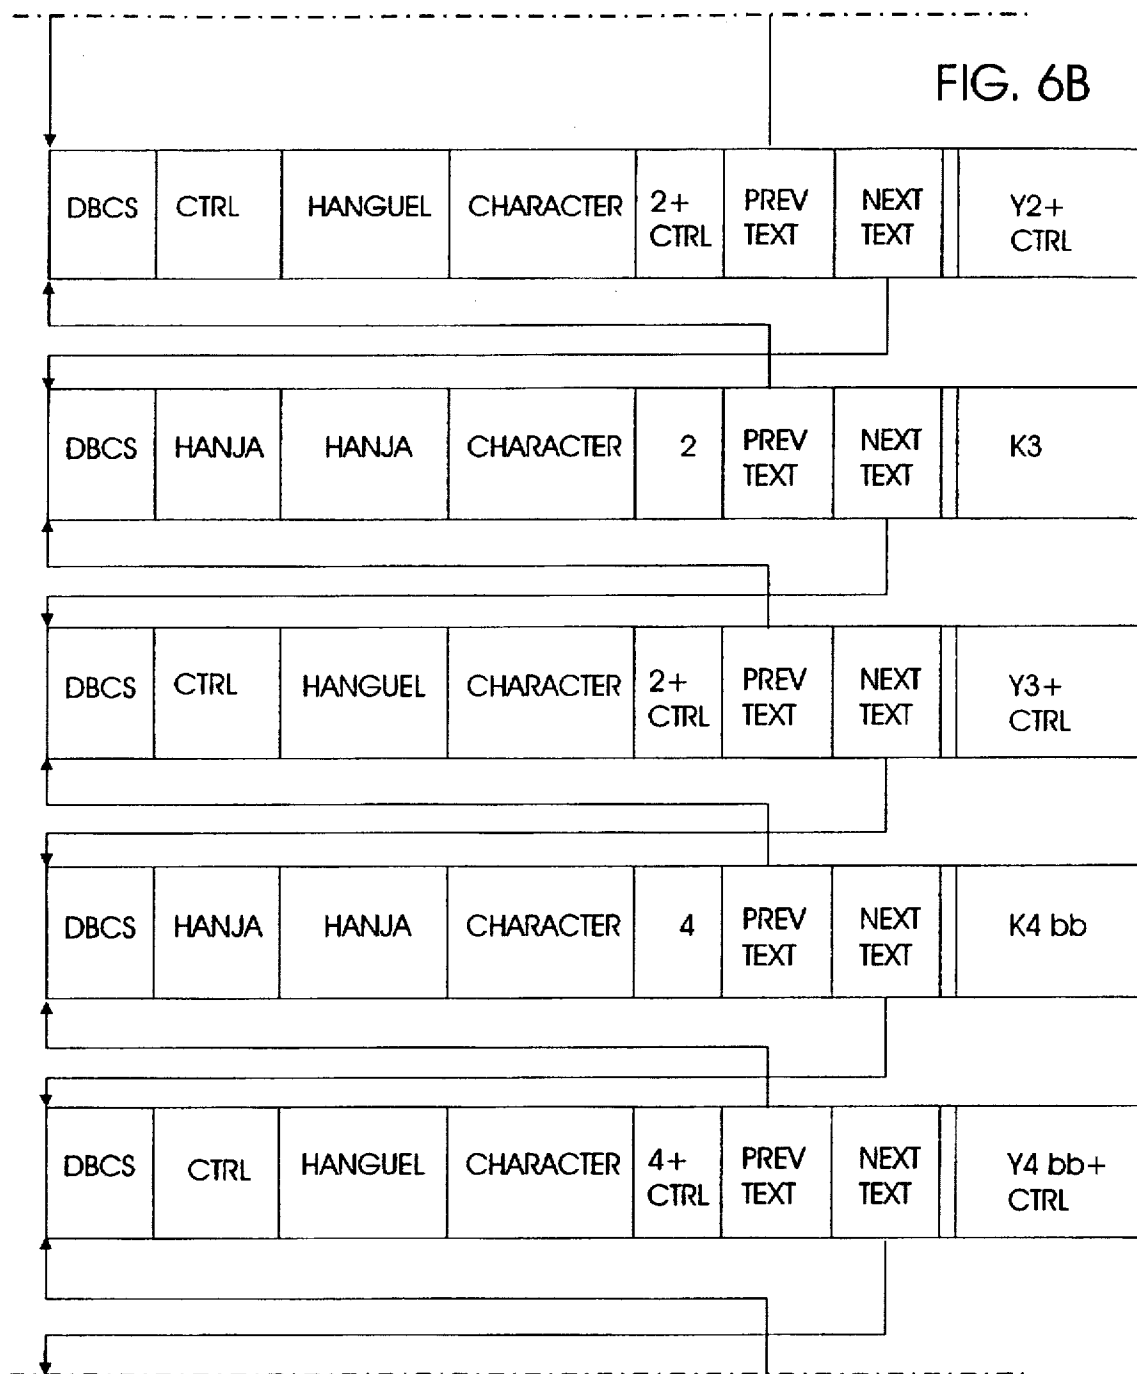 FIG. 6B
DBCS CTRL HANGUEL CHARACTER 2+ CTRL PREV TEXT NEXT TEXT Y2+ CTRL
DBCS HANJA HANJA CHARACTER 2 PREV TEXT NEXT TEXT K3
DBCS CTRL HANGUEL CHARACTER 2+ CTRL PREV TEXT NEXT TEXT Y3+ CTRL
DBCS HANJA HANJA CHARACTER 4 PREV TEXT NEXT TEXT K4 bb
DBCS CTRL HANGUEL CHARACTER 4+ CTRL PREV TEXT NEXT TEXT Y4 bb+ CTRL